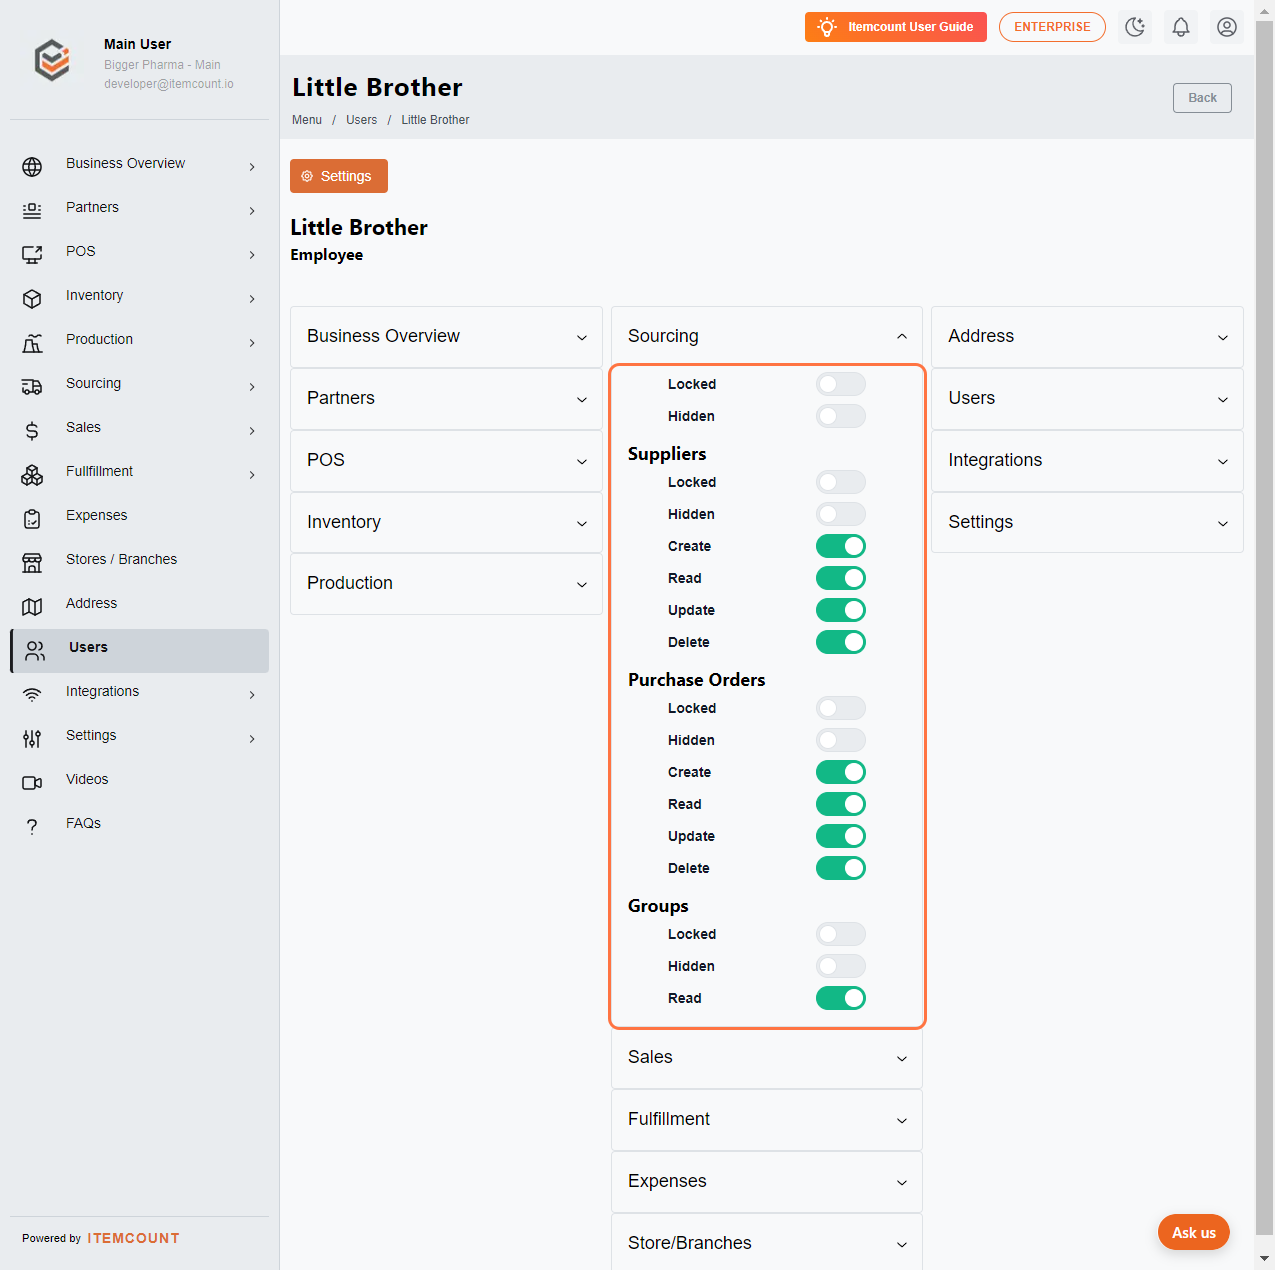 Main User
Bigger Pharma - Main
developer@itemcount.io
Business Overview
Partners
POS
Inventory
Production
Sourcing
Sales
Fullfillment
Expenses
Stores / Branches
Address
Users
Integrations
Settings
Videos
FAQs
Powered by ITEMCOUNT
Itemcount User Guide
ENTERPRISE
Little Brother
Menu / Users / Little Brother
Back
Settings
Little Brother
Employee
Business Overview
Partners
POS
Inventory
Production
Sourcing
Locked
Hidden
Suppliers
Locked
Hidden
Create
Read
Update
Delete
Purchase Orders
Locked
Hidden
Create
Read
Update
Delete
Groups
Locked
Hidden
Read
Sales
Fulfillment
Expenses
Store/Branches
Address
Users
Integrations
Settings
Ask us